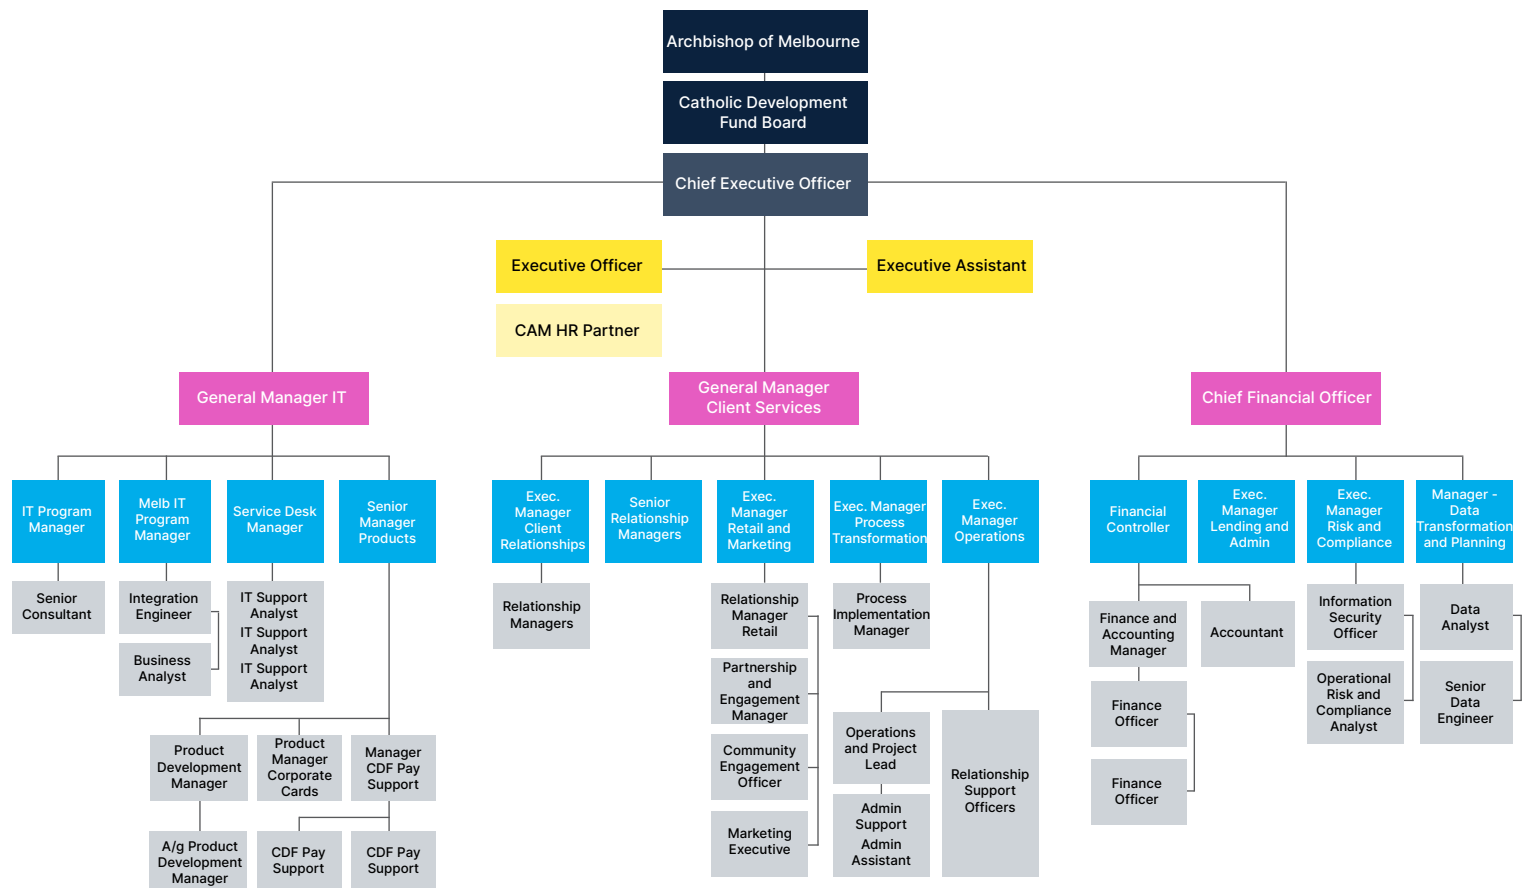 Archbishop of Melbourne
Catholic Development
Fund Board
Chief Executive Officer
Executive Officer
Executive Assistant
CAM HR Partner
General Manager IT
General Manager
Client Services
Chief Financial Officer
IT Program
Manager
Melb IT
Program
Manager
Service Desk
Manager
Senior
Manager
Products
Exec.
Manager
Client
Relationships
Senior
Relationship
Managers
Exec.
Manager
Retail and
Marketing
Exec. Manager
Process
Transformation
Exec.
Manager
Operations
Financial
Controller
Exec.
Manager
Lending and
Admin
Exec.
Manager
Risk and
Compliance
Manager -
Data
Transformation
and Planning
Senior
Consultant
Integration
Engineer
Business
Analyst
IT Support
Analyst
IT Support
Analyst
IT Support
Analyst
Product
Development
Manager
Product
Manager
Corporate
Cards
Manager
CDF Pay
Support
A/g Product
Development
Manager
CDF Pay
Support
CDF Pay
Support
Relationship
Managers
Relationship
Manager
Retail
Partnership
and
Engagement
Manager
Community
Engagement
Officer
Marketing
Executive
Process
Implementation
Manager
Operations
and Project
Lead
Admin
Support
Admin
Assistant
Relationship
Support
Officers
Finance and
Accounting
Manager
Accountant
Finance
Officer
Finance
Officer
Information
Security
Officer
Operational
Risk and
Compliance
Analyst
Data
Analyst
Senior
Data
Engineer